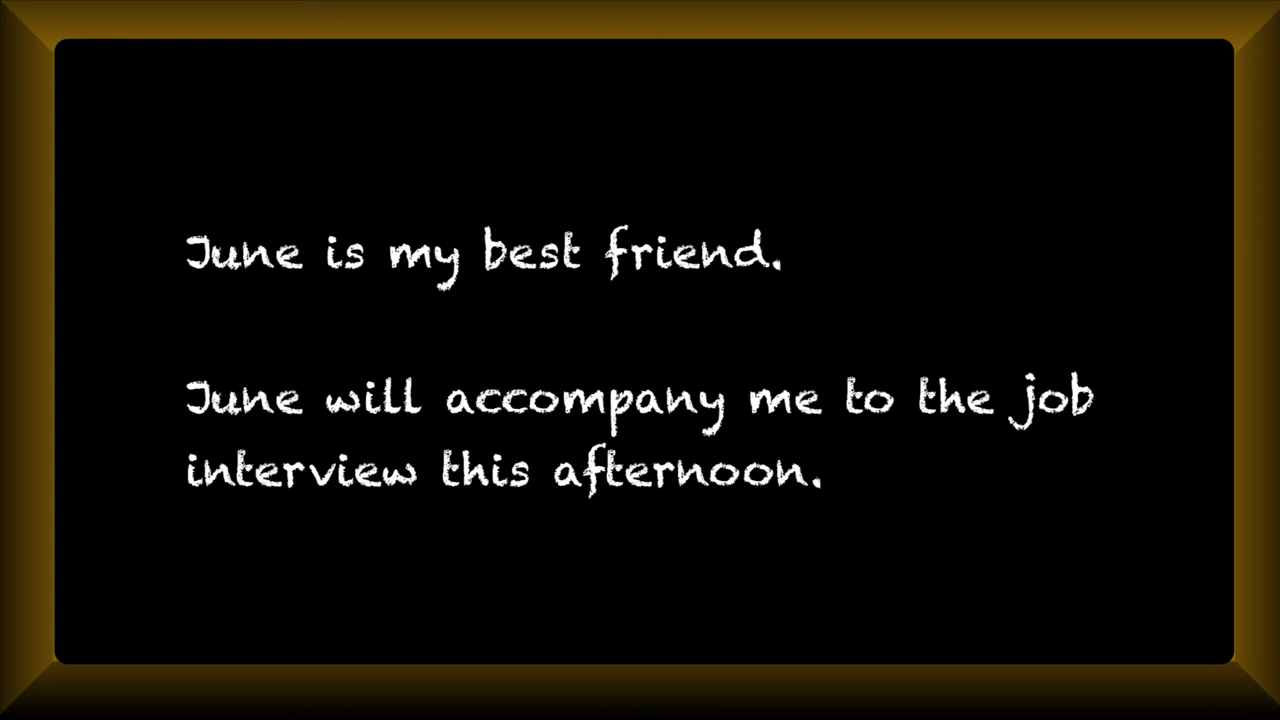 June is my best friend.
June will accompany me to the job
interview this afternoon.